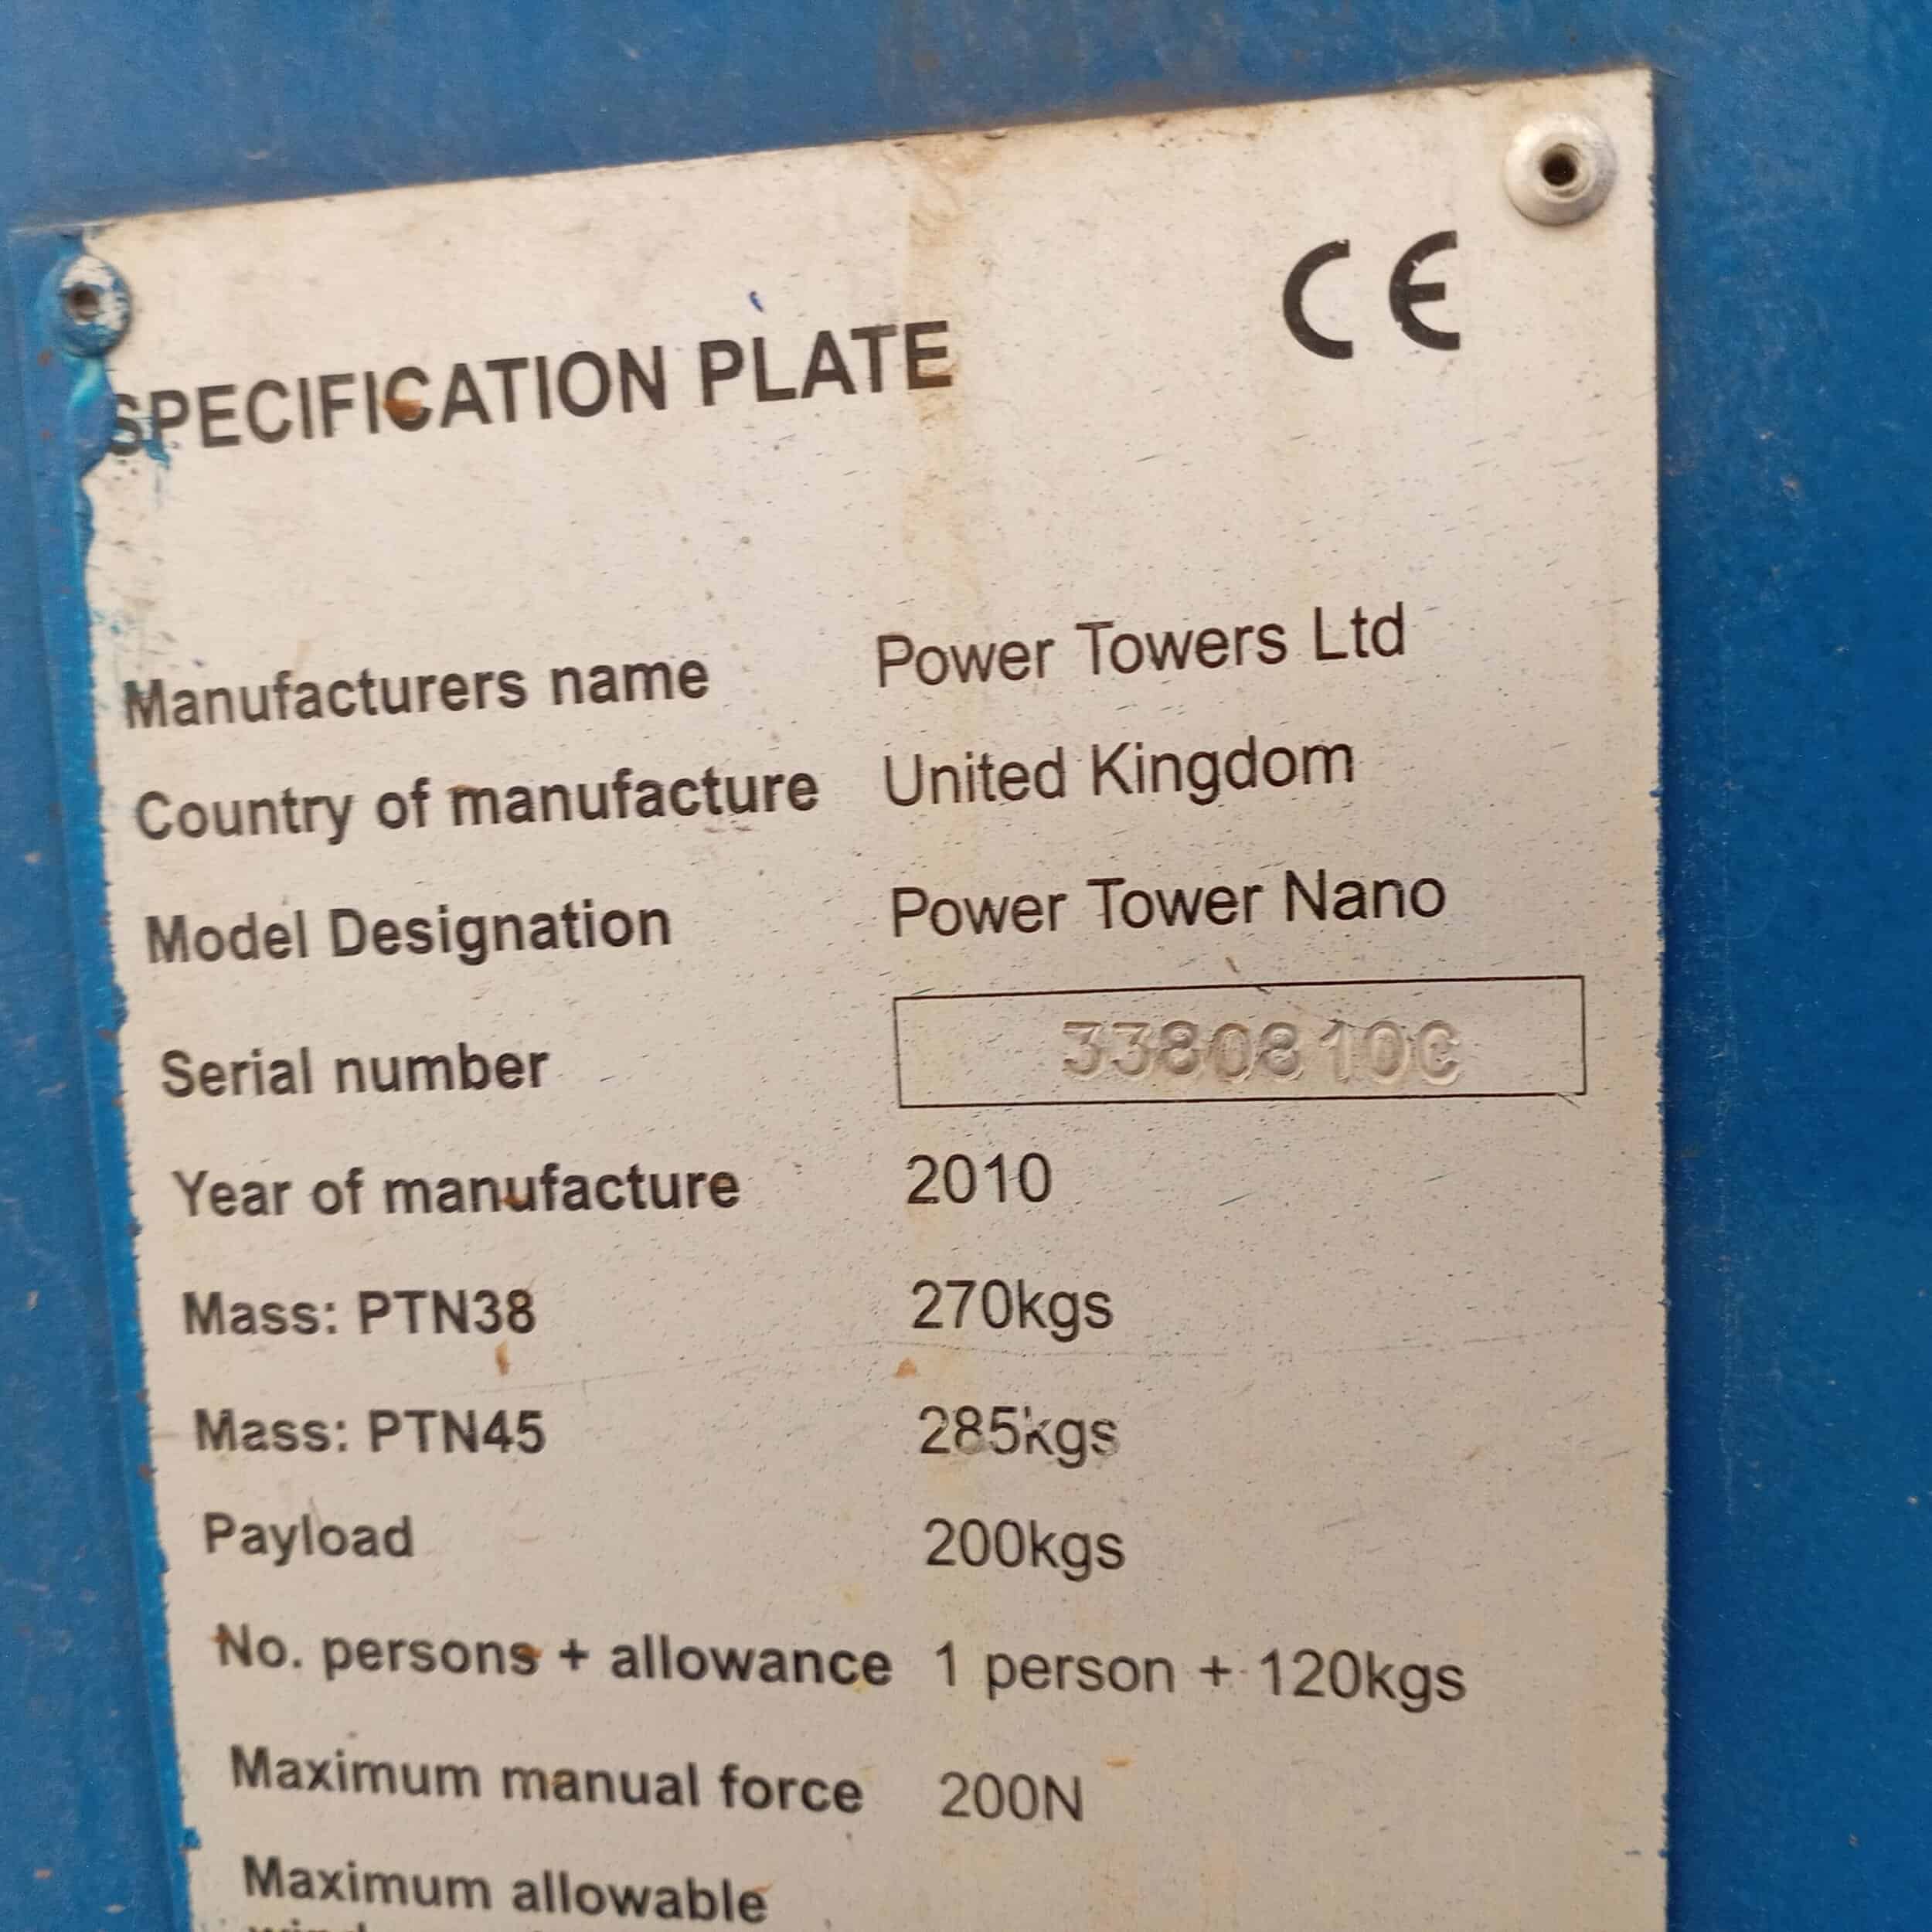 CE
SPECIFICATION PLATE
Manufacturers name Power Towers Ltd
Country of manufacture United Kingdom
Model Designation Power Tower Nano
Serial number 3380810C
Year of manufacture 2010
Mass: PTN38 270kgs
Mass: PTN45 285kgs
Payload 200kgs
No. persons + allowance 1 person + 120kgs
Maximum manual force 200N
Maximum allowable